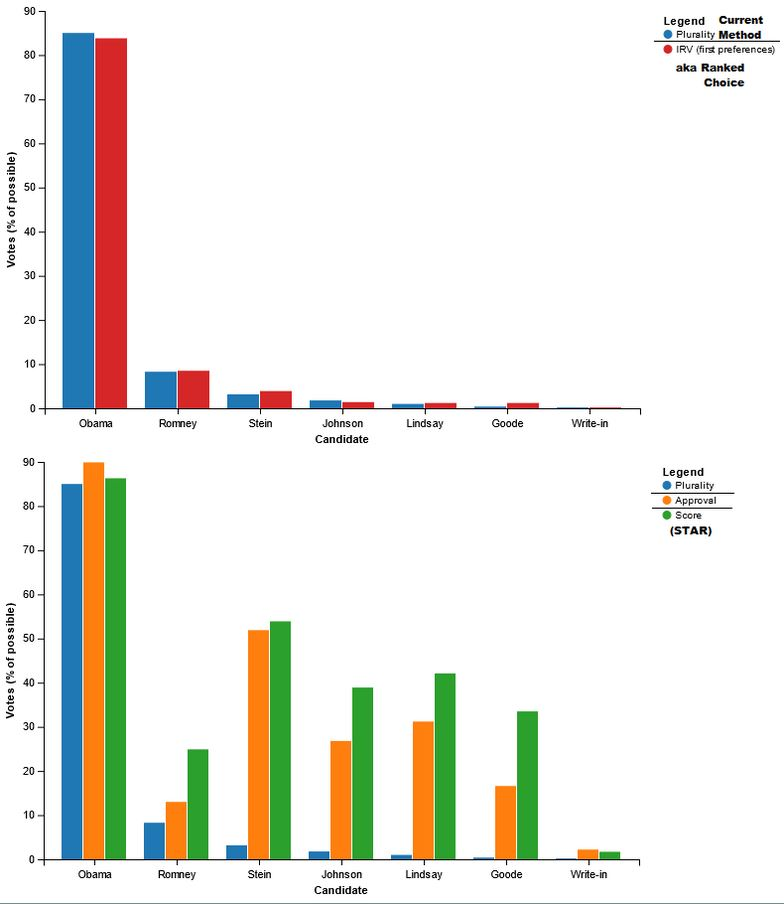 90
80
70
60
50
40
30
20
10
0
Votes (% of possible)
Obama Romney Stein Johnson Lindsay Goode Write-in
Candidate
Legend Current
Plurality Method
IRV (first preferences)
aka Ranked
Choice
90
80
70
60
50
40
30
20
10
0
Votes (% of possible)
Obama Romney Stein Johnson Lindsay Goode Write-in
Candidate
Legend
Plurality
Approval
Score
(STAR)